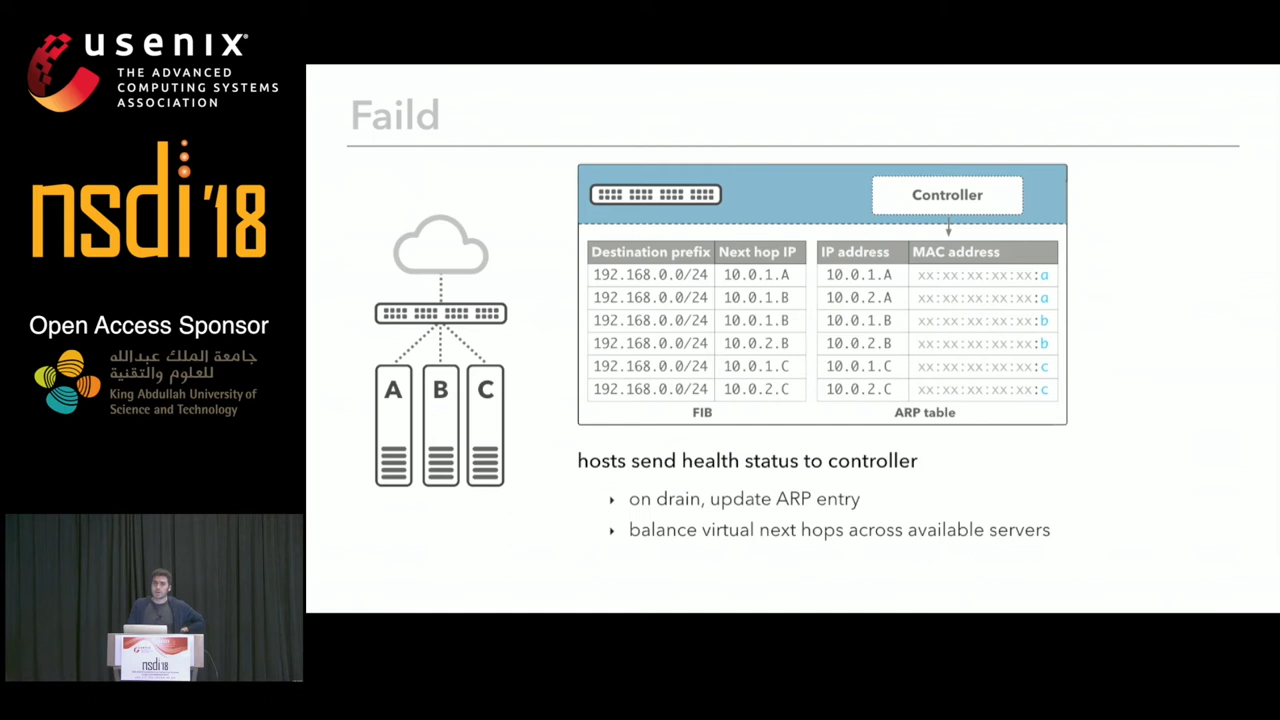 usenix
THE ADVANCED
COMPUTING SYSTEMS
ASSOCIATION
nsdi '18
Open Access Sponsor
جامعة الملك عبدالله
للعلوم والتقنية
King Abdullah University of
Science and Technology
Faild
Controller
Destination prefix Next hop IP IP address MAC address
192.168.0.0/24 10.0.1.A 10.0.1.A xx:xx:xx:xx:xx:a
192.168.0.0/24 10.0.1.B 10.0.2.A xx:xx:xx:xx:xx:a
192.168.0.0/24 10.0.1.B 10.0.1.B xx:xx:xx:xx:xx:b
192.168.0.0/24 10.0.2.B 10.0.2.B xx:xx:xx:xx:xx:b
192.168.0.0/24 10.0.1.C 10.0.1.C xx:xx:xx:xx:xx:c
192.168.0.0/24 10.0.2.C 10.0.2.C xx:xx:xx:xx:xx:c
FIB ARP table
A B C
hosts send health status to controller
on drain, update ARP entry
balance virtual next hops across available servers
usenix
nsdi '18